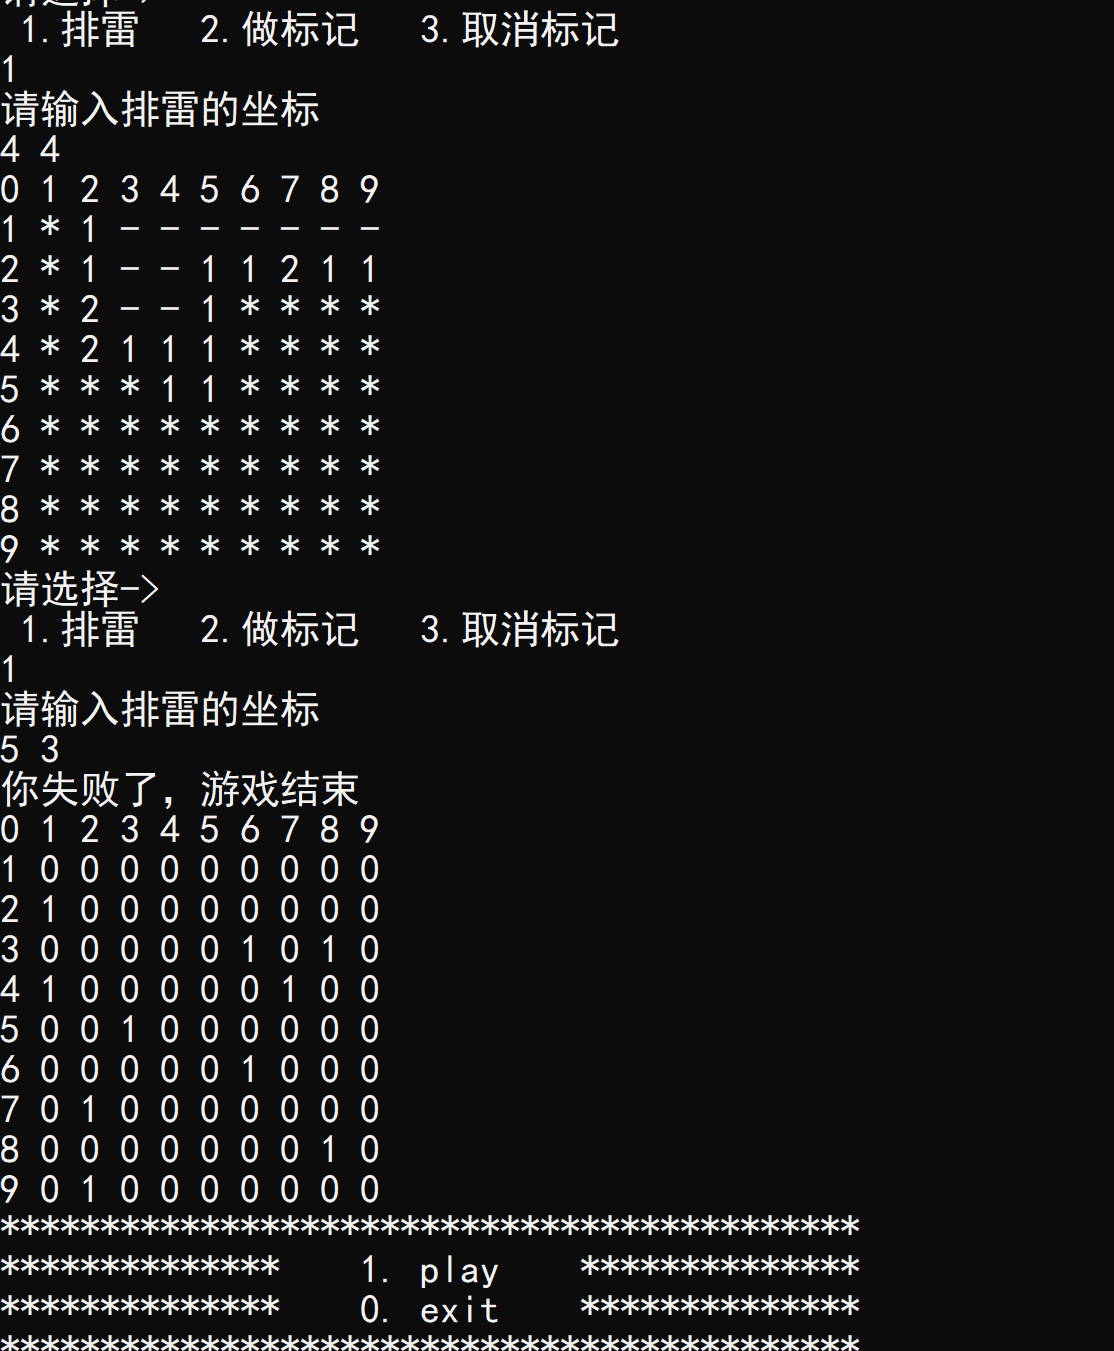 请选择->
 1.排雷   2.做标记   3.取消标记
1
请输入排雷的坐标
4 4
0 1 2 3 4 5 6 7 8 9
1 * 1 - - - - - - -
2 * 1 - - 1 1 2 1 1
3 * 2 - - 1 * * * *
4 * 2 1 1 1 * * * *
5 * * * 1 1 * * * *
6 * * * * * * * * *
7 * * * * * * * * *
8 * * * * * * * * *
9 * * * * * * * * *
请选择->
 1.排雷   2.做标记   3.取消标记
1
请输入排雷的坐标
5 3
你失败了，游戏结束
0 1 2 3 4 5 6 7 8 9
1 0 0 0 0 0 0 0 0 0
2 1 0 0 0 0 0 0 0 0
3 0 0 0 0 0 1 0 1 0
4 1 0 0 0 0 0 1 0 0
5 0 0 1 0 0 0 0 0 0
6 0 0 0 0 0 1 0 0 0
7 0 1 0 0 0 0 0 0 0
8 0 0 0 0 0 0 0 1 0
9 0 1 0 0 0 0 0 0 0
*******************************************
**************    1. play    **************
**************    0. exit    **************
*******************************************